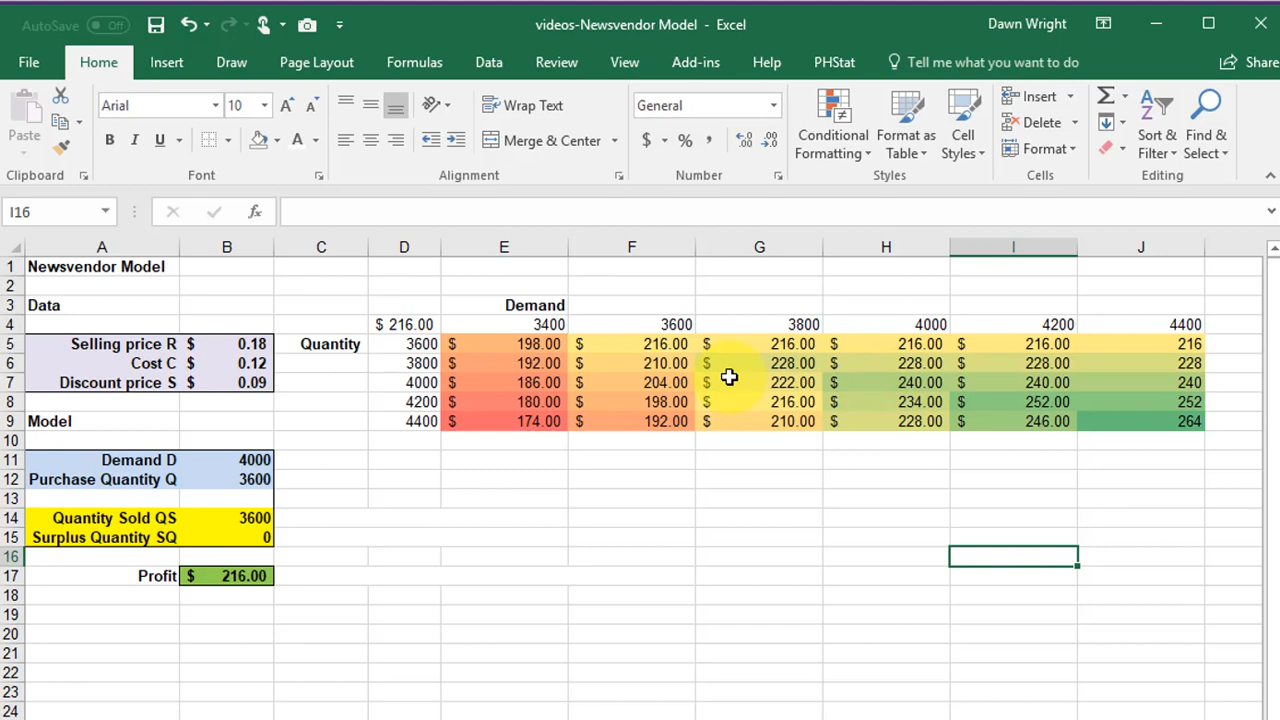 AutoSave Off videos-Newsvendor Model - Excel Dawn Wright
File Home Insert Draw Page Layout Formulas Data Review View Add-ins Help PHStat Tell me what you want to do Share
Paste Arial 10 Wrap Text General Conditional Formatting Format as Table Cell Styles Insert Sort & Filter Find & Select
B I U Merge & Center $ % Delete
Format
Clipboard Font Alignment Number Styles Cells Editing
I16 fx
A B C D E F G H I J
1 Newsvendor Model
2
3 Data Demand
4 $ 216.00 3400 3600 3800 4000 4200 4400
5 Selling price R $ 0.18 Quantity 3600 $ 198.00 $ 216.00 $ 216.00 $ 216.00 $ 216.00 216
6 Cost C $ 0.12 3800 $ 192.00 $ 210.00 $ 228.00 $ 228.00 $ 228.00 228
7 Discount price S $ 0.09 4000 $ 186.00 $ 204.00 $ 222.00 $ 240.00 $ 240.00 240
8 4200 $ 180.00 $ 198.00 $ 216.00 $ 234.00 $ 252.00 252
9 Model 4400 $ 174.00 $ 192.00 $ 210.00 $ 228.00 $ 246.00 264
10
11 Demand D 4000
12 Purchase Quantity Q 3600
13
14 Quantity Sold QS 3600
15 Surplus Quantity SQ 0
16
17 Profit $ 216.00
18
19
20
21
22
23
24